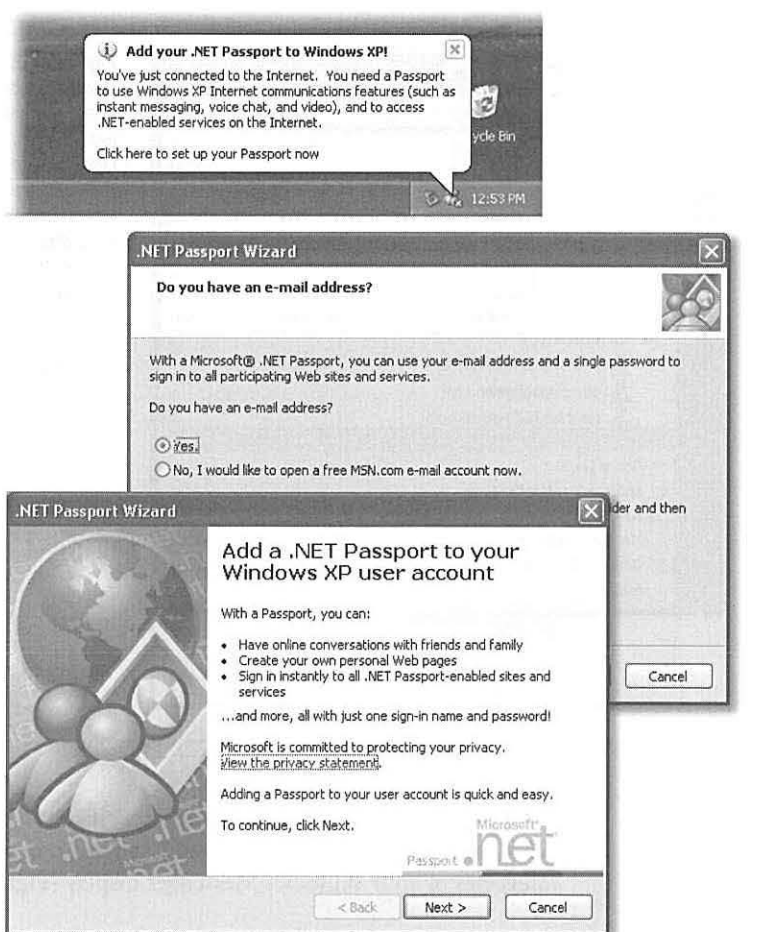 Add your .NET Passport to Windows XP!
You've just connected to the Internet. You need a Passport
to use Windows XP Internet communications features (such as
instant messaging, voice chat, and video), and to access
.NET-enabled services on the Internet.
Click here to set up your Passport now
ycle Bin
12:53 PM
.NET Passport Wizard
Do you have an e-mail address?
With a Microsoft® .NET Passport, you can use your e-mail address and a single password to
sign in to all participating Web sites and services.
Do you have an e-mail address?
Yes.
No, I would like to open a free MSN.com e-mail account now.
der and then
Cancel
.NET Passport Wizard
Add a .NET Passport to your
Windows XP user account
With a Passport, you can:
• Have online conversations with friends and family
• Create your own personal Web pages
• Sign in instantly to all .NET Passport-enabled sites and
services
...and more, all with just one sign-in name and password!
Microsoft is committed to protecting your privacy.
View the privacy statement.
Adding a Passport to your user account is quick and easy.
To continue, click Next.
Microsoft
Passport net
< Back
Next >
Cancel